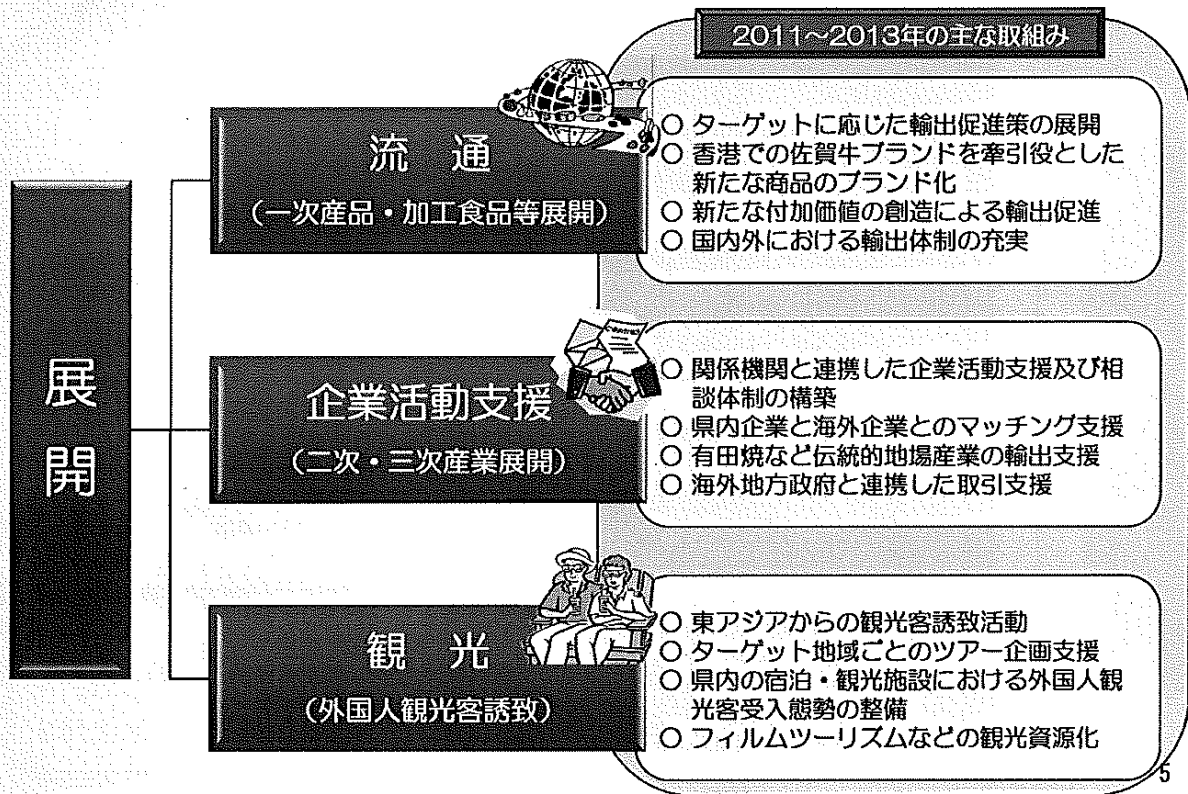 2011～2013年の主な取組み
展開
流　通
（一次産品・加工食品等展開）
○ ターゲットに応じた輸出促進策の展開
○ 香港での佐賀牛ブランドを牽引役とした
新たな商品のブランド化
○ 新たな付加価値の創造による輸出促進
○ 国内外における輸出体制の充実
企業活動支援
（二次・三次産業展開）
○ 関係機関と連携した企業活動支援及び相
談体制の構築
○ 県内企業と海外企業とのマッチング支援
○ 有田焼など伝統的地場産業の輸出支援
○ 海外地方政府と連携した取引支援
観　光
（外国人観光客誘致）
○ 東アジアからの観光客誘致活動
○ ターゲット地域ごとのツアー企画支援
○ 県内の宿泊・観光施設における外国人観
光客受入態勢の整備
○ フィルムツーリズムなどの観光資源化
5